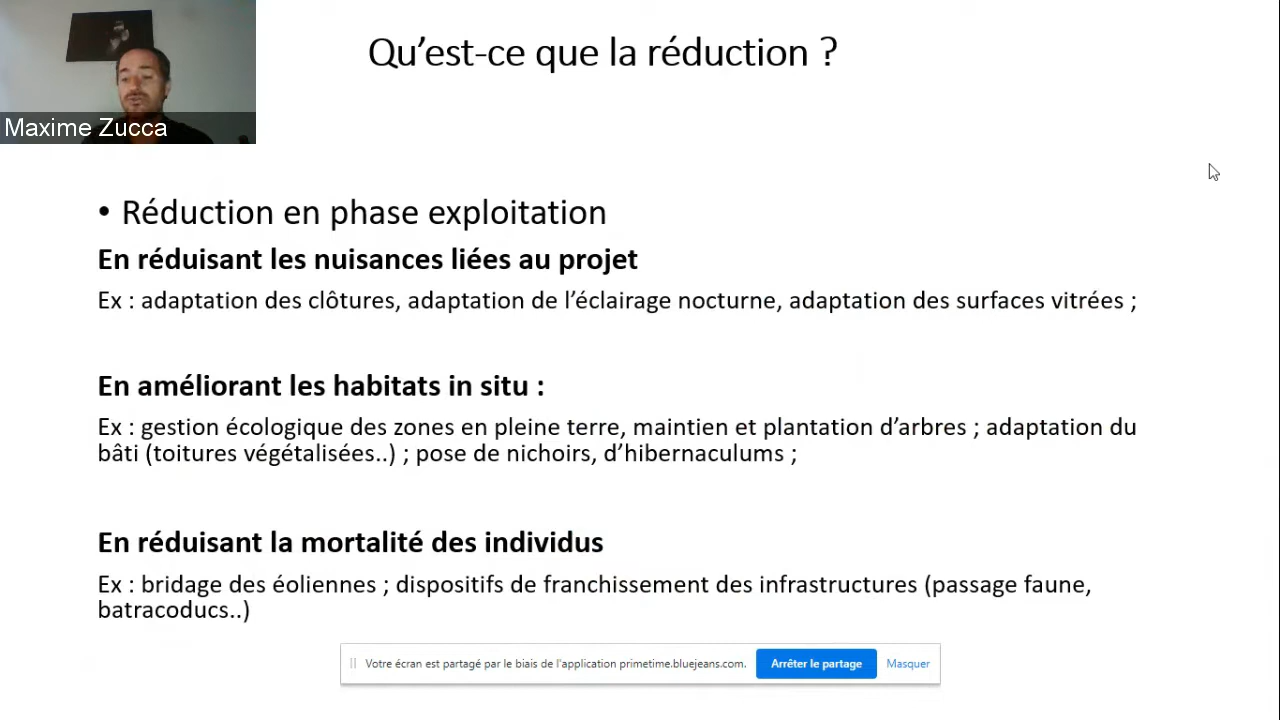 Qu’est-ce que la réduction ?
Maxime Zucca
• Réduction en phase exploitation
En réduisant les nuisances liées au projet
Ex : adaptation des clôtures, adaptation de l’éclairage nocturne, adaptation des surfaces vitrées ;
En améliorant les habitats in situ :
Ex : gestion écologique des zones en pleine terre, maintien et plantation d’arbres ; adaptation du
bâti (toitures végétalisées..) ; pose de nichoirs, d’hibernaculums ;
En réduisant la mortalité des individus
Ex : bridage des éoliennes ; dispositifs de franchissement des infrastructures (passage faune,
batracoducs..)
Votre écran est partagé par le biais de l'application primetime.bluejeans.com. Arrêter le partage Masquer